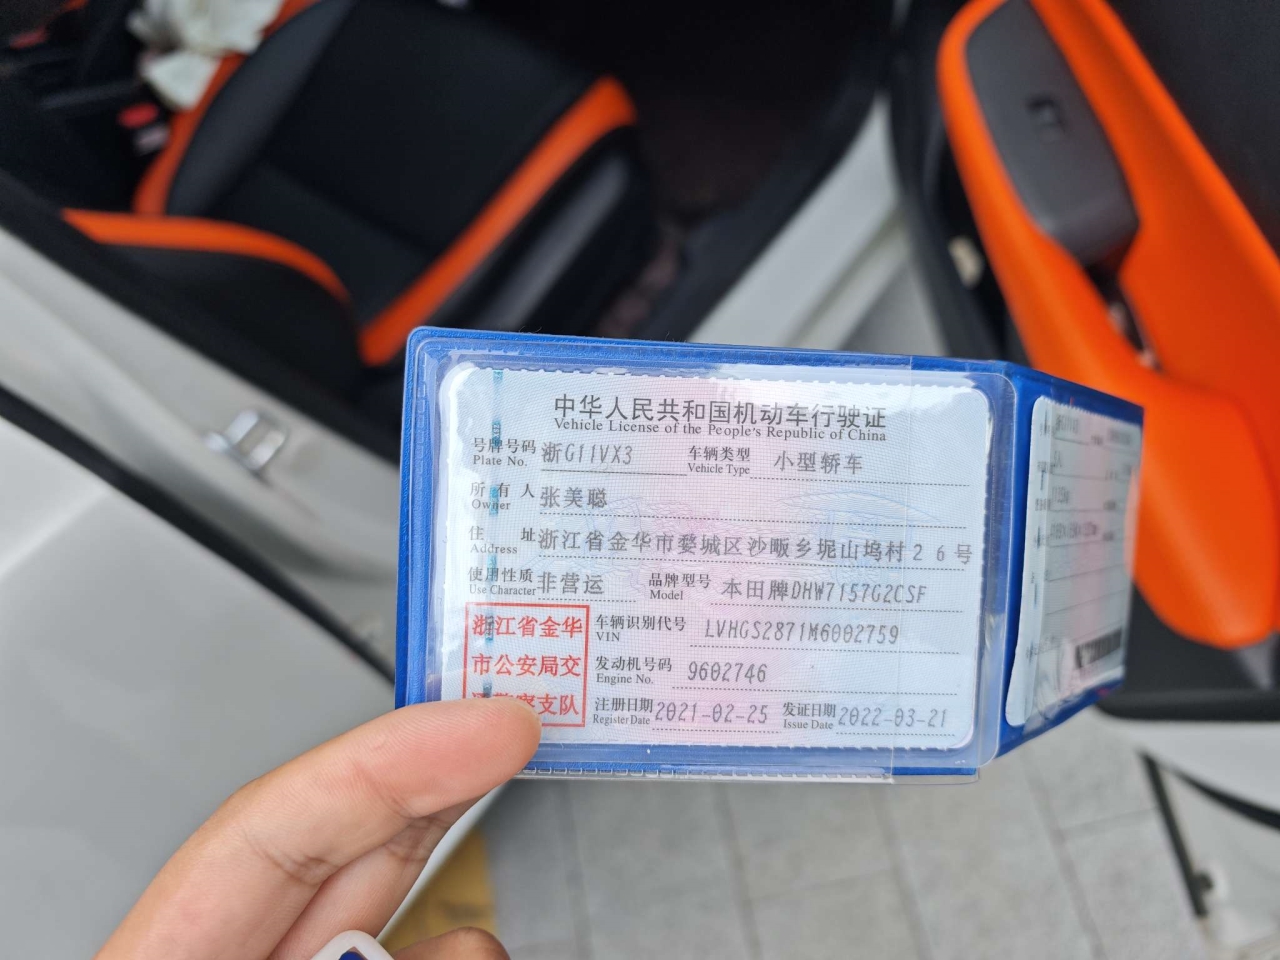 中华人民共和国机动车行驶证
Vehicle License of the People's Republic of China
号牌号码 浙G11VX3 车辆类型 小型轿车
Plate No. Vehicle Type
所有人 张美聪
Owner
住址 浙江省金华市婺城区沙畈乡坭山坞村26号
Address
使用性质 非营运 品牌型号 本田牌DHW7157G2CSF
Use Character Model
浙江省金华
市公安局交
支队
车辆识别代号 LVHGS2871M6002759
VIN
发动机号码 9602746
Engine No.
注册日期 2021-02-25 发证日期 2022-03-21
Register Date Issue Date